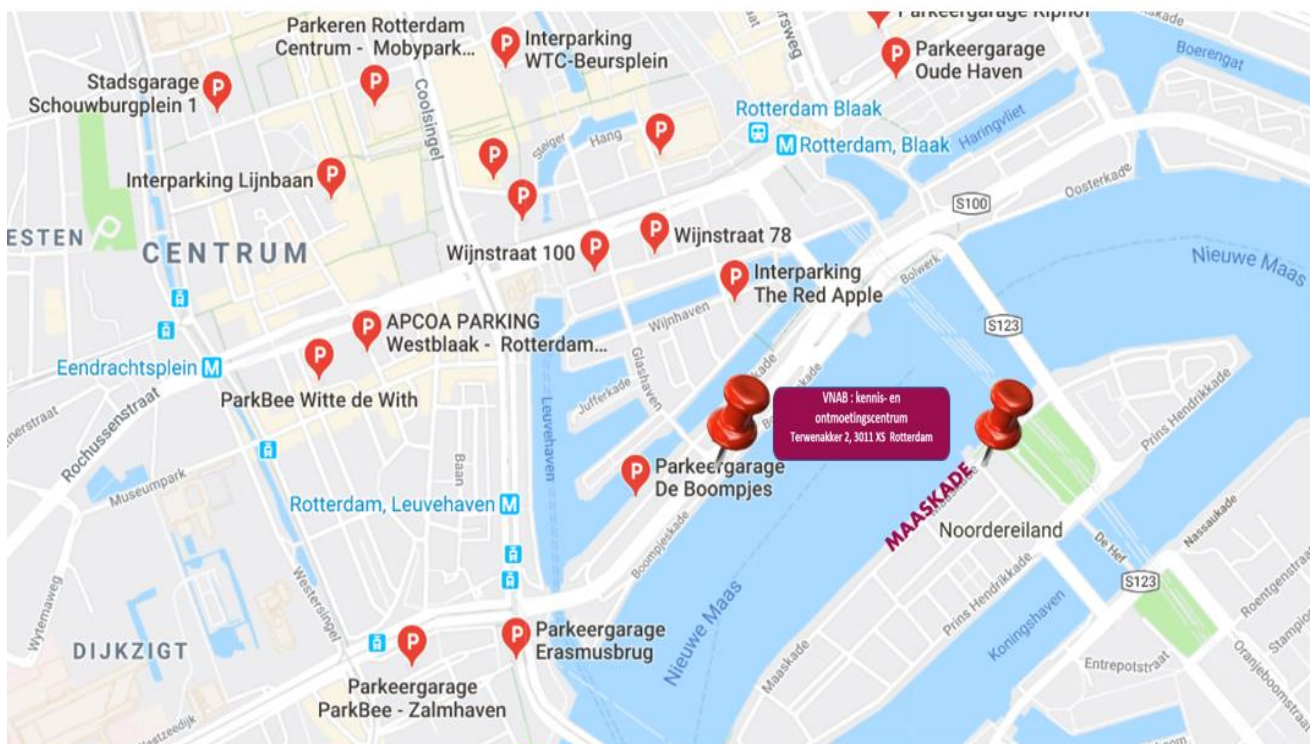 Parkeren Rotterdam
Centrum - Mobypark...
Interparking
WTC-Beursplein
Parkeergarage
Oude Haven
Boerengat
Stadsgarage
Schouwburgplein 1
Coolsingel
Steiger
Hang
Rotterdam Blaak
Rotterdam, Blaak
Haringvliet
Interparking Lijnbaan
Oosterkade
S100
ESTEN
CENTRUM
Wijnstraat 100
Wijnstraat 78
Interparking
The Red Apple
Bolwerk
Nieuwe Maas
S123
Wijnhaven
APCOA PARKING
Westblaak - Rotterdam...
Eendrachtsplein
ParkBee Witte de With
Glashaven
Jufferkade
Leuvehaven
Rochussenstraat
VNAB : kennis- en
ontmoetingscentrum
Terwenakker 2, 3011 XS Rotterdam
Prins Hendrikkade
Museumpark
Baan
Parkeergarage
De Boompjes
MAASKADE
Noordereiland
Nassaukade
Rotterdam, Leuvehaven
De Hef
Boompjeskade
S123
Roentgenstraat
Wytemaweg
Westersingel
Nieuwe Maas
Prins Hendrikkade
Koningshaven
DIJKZIGT
Parkeergarage
Erasmusbrug
Maaskade
Entrepotstraat
Oranjeboomstraat
Parkeergarage
ParkBee - Zalmhaven